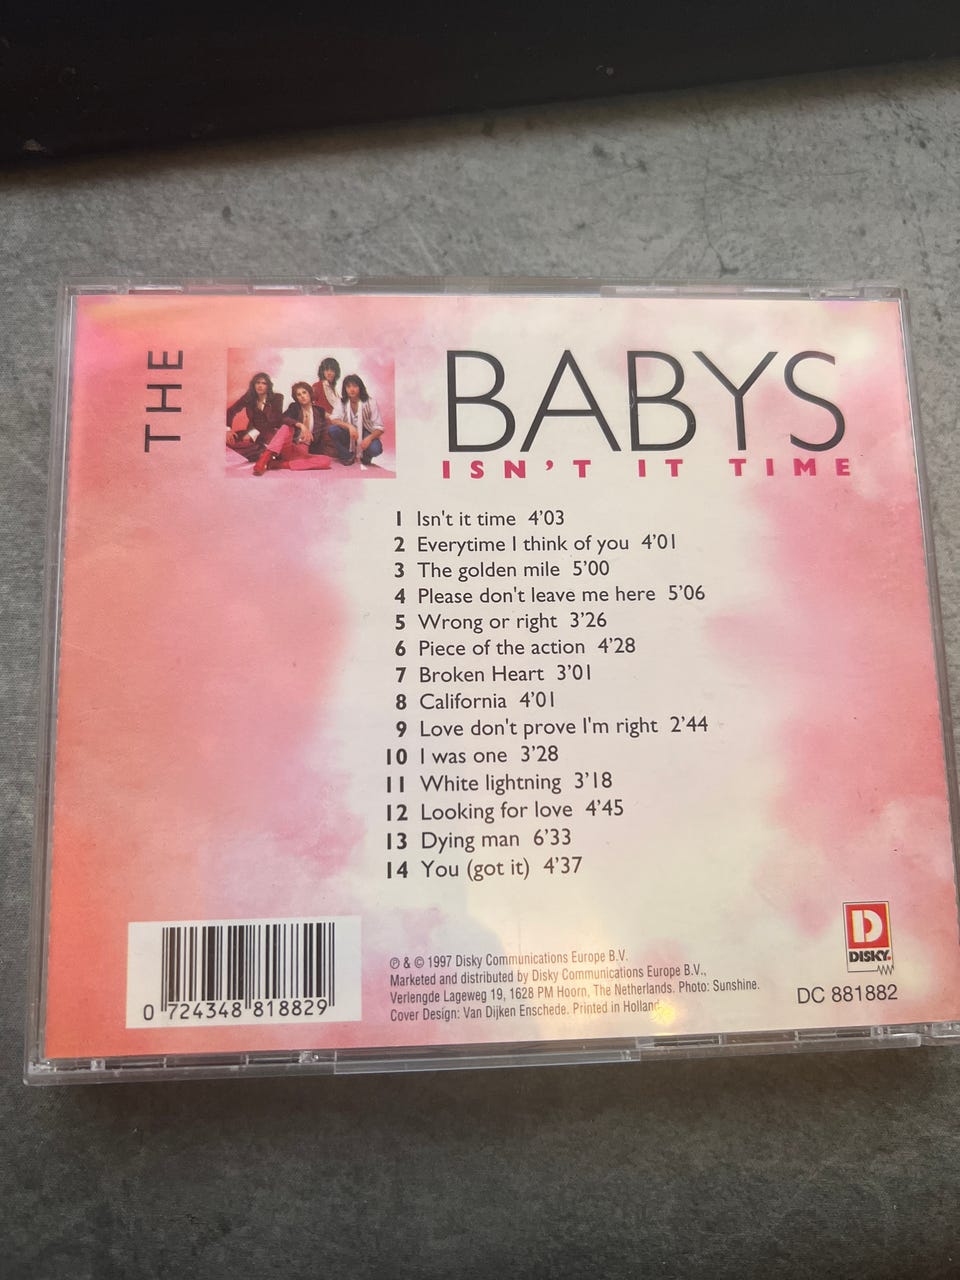 THE
BABYS
ISN'T IT TIME
1 Isn't it time 4'03
2 Everytime I think of you 4'01
3 The golden mile 5'00
4 Please don't leave me here 5'06
5 Wrong or right 3'26
6 Piece of the action 4'28
7 Broken Heart 3'01
8 California 4'01
9 Love don't prove I'm right 2'44
10 I was one 3'28
11 White lightning 3'18
12 Looking for love 4'45
13 Dying man 6'33
14 You (got it) 4'37
0 724348 818829
℗ & © 1997 Disky Communications Europe B.V.
Marketed and distributed by Disky Communications Europe B.V.,
Verlengde Lageweg 19, 1628 PM Hoorn, The Netherlands. Photo: Sunshine.
Cover Design: Van Dijken Enschede. Printed in Holland.
D
DISKY.
DC 881882